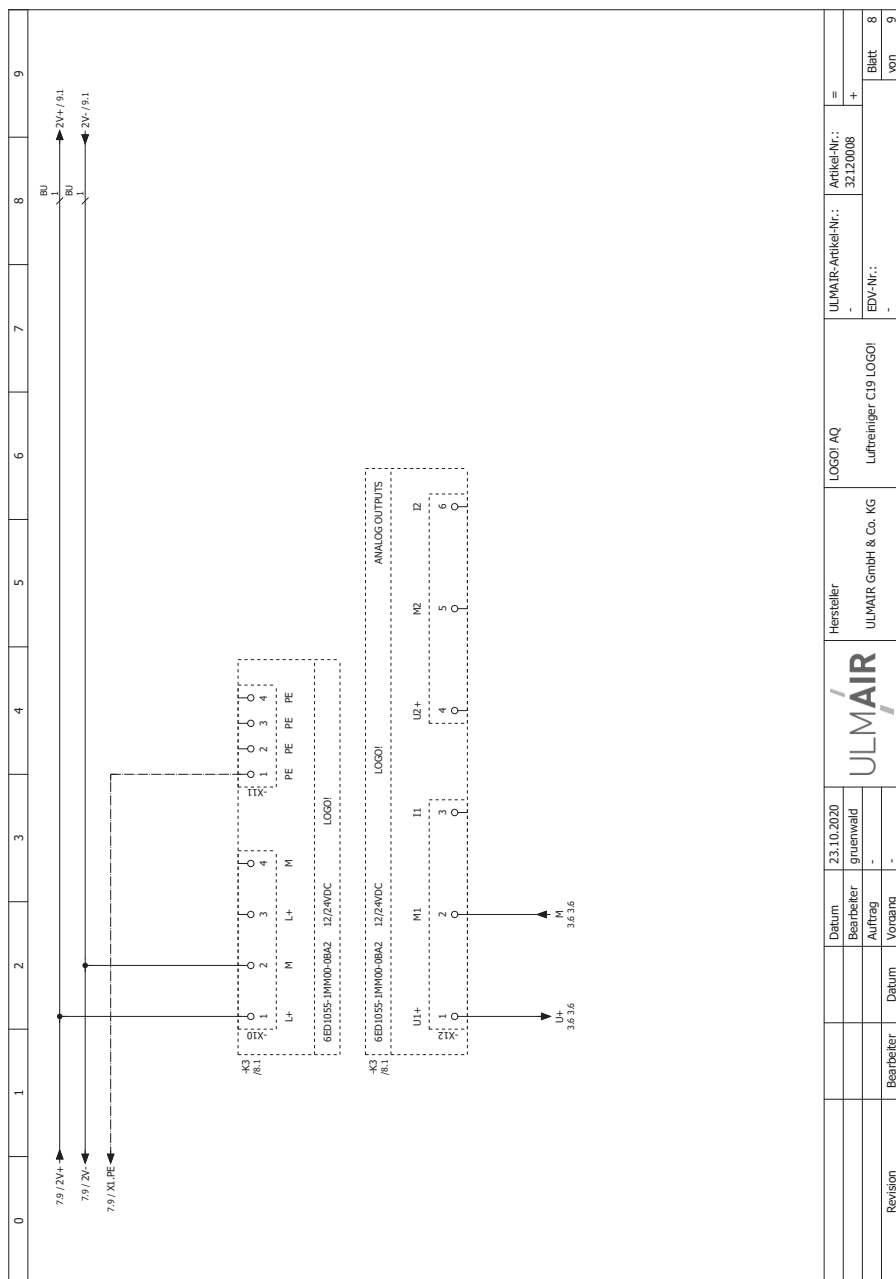 0 1 2 3 4 5 6 7 8 9
7.9 / 2V+
BU
1
2V+ / 9.1
7.9 / 2V-
BU
1
2V- / 9.1
7.9 / X1.PE
-K3
/8.1
-X10
1 2 3 4
L+ M L+ M
-X11
1 2 3 4
PE PE PE PE
6ED1055-1MM00-0BA2 12/24VDC LOGO!
-K3
/8.1
6ED1055-1MM00-0BA2 12/24VDC LOGO! ANALOG OUTPUTS
U1+ M1 I1 U2+ M2 I2
-X12
1 2 3 4 5 6
U+
3.6 3.6
M
3.6 3.6
Revision Bearbeiter Datum
Datum 23.10.2020
Bearbeiter gruenwald
Auftrag -
Vorgang -
ULMAIR
Hersteller
ULMAIR GmbH & Co. KG
LOGO! AQ
Luftreiniger C19 LOGO!
ULMAIR-Artikel-Nr.:
-
Artikel-Nr.:
32120008
EDV-Nr.:
-
=
+
Blatt 8
von 9